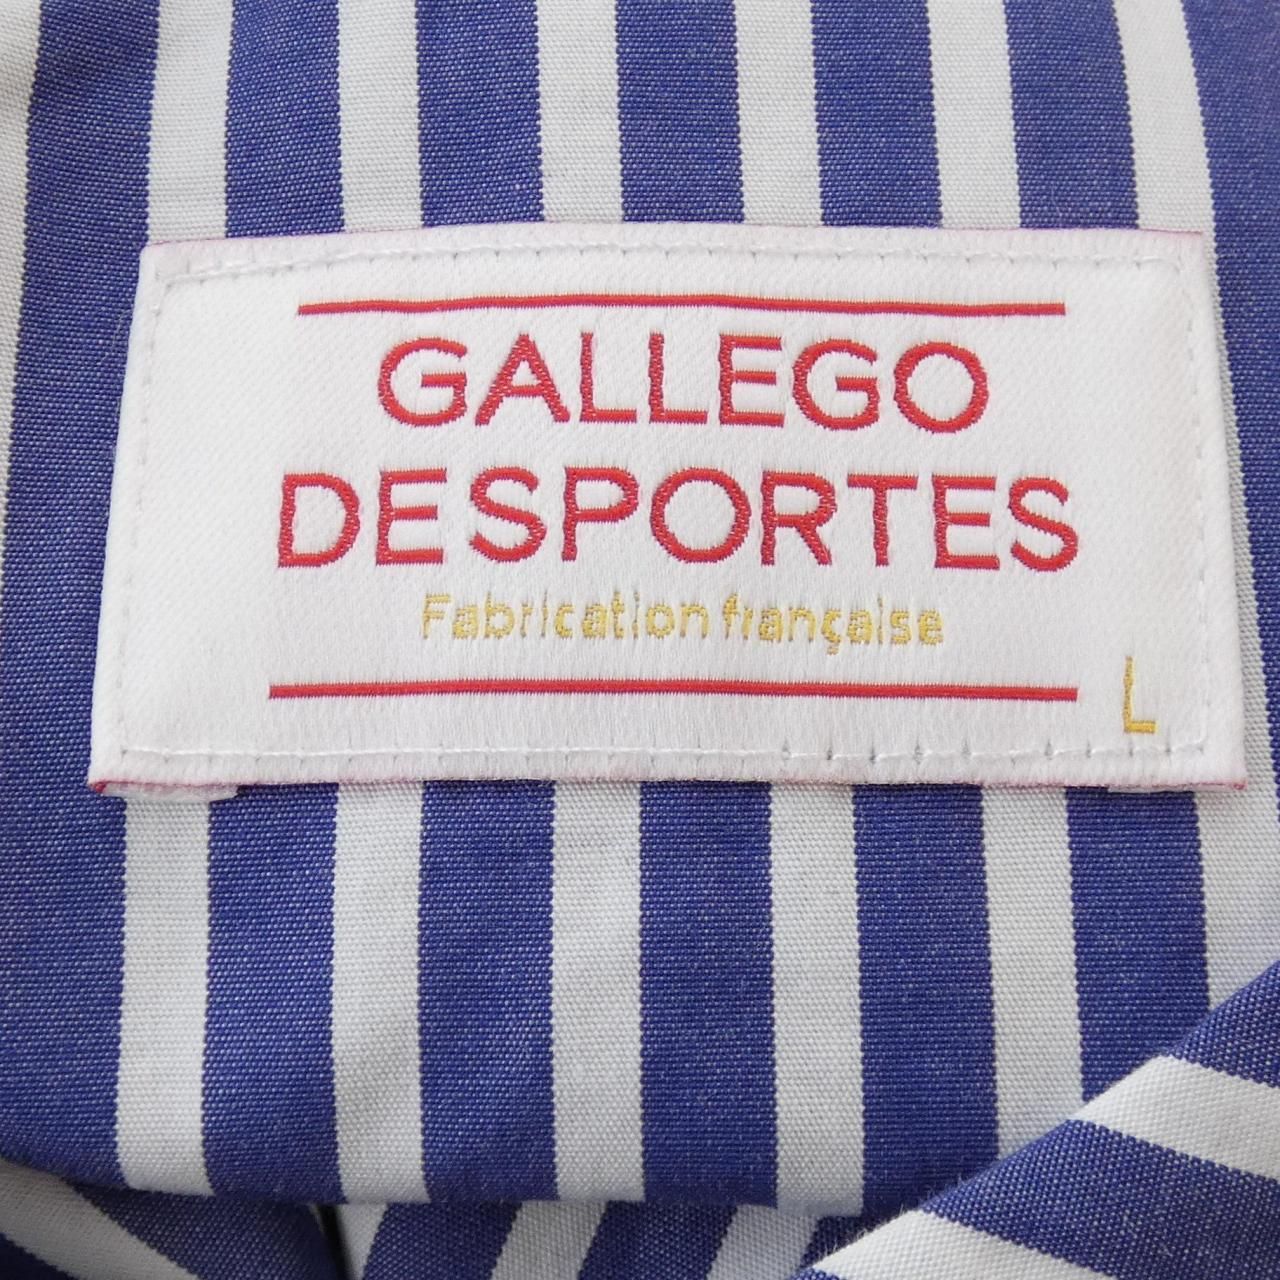 GALLEGO
DESPORTES
Fabrication française
L